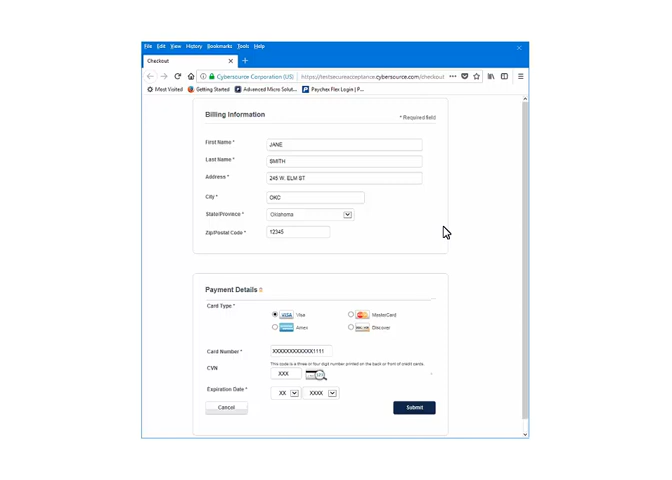 File Edit View History Bookmarks Tools Help
Checkout
Cybersource Corporation (US) https://testsecureacceptance.cybersource.com/checkout
Most Visited Getting Started Advanced Micro Solut... Paychex Flex Login | P...
Billing Information
* Required field
First Name * JANE
Last Name * SMITH
Address * 245 W. ELM ST
City * OKC
State/Province * Oklahoma
Zip/Postal Code * 12345
Payment Details
Card Type *
VISA Visa MasterCard
Amex Discover
Card Number * XXXXXXXXXXXX1111
This code is a three or four digit number printed on the back or front of credit cards.
CVN XXX
Expiration Date * XX XXXX
Cancel Submit